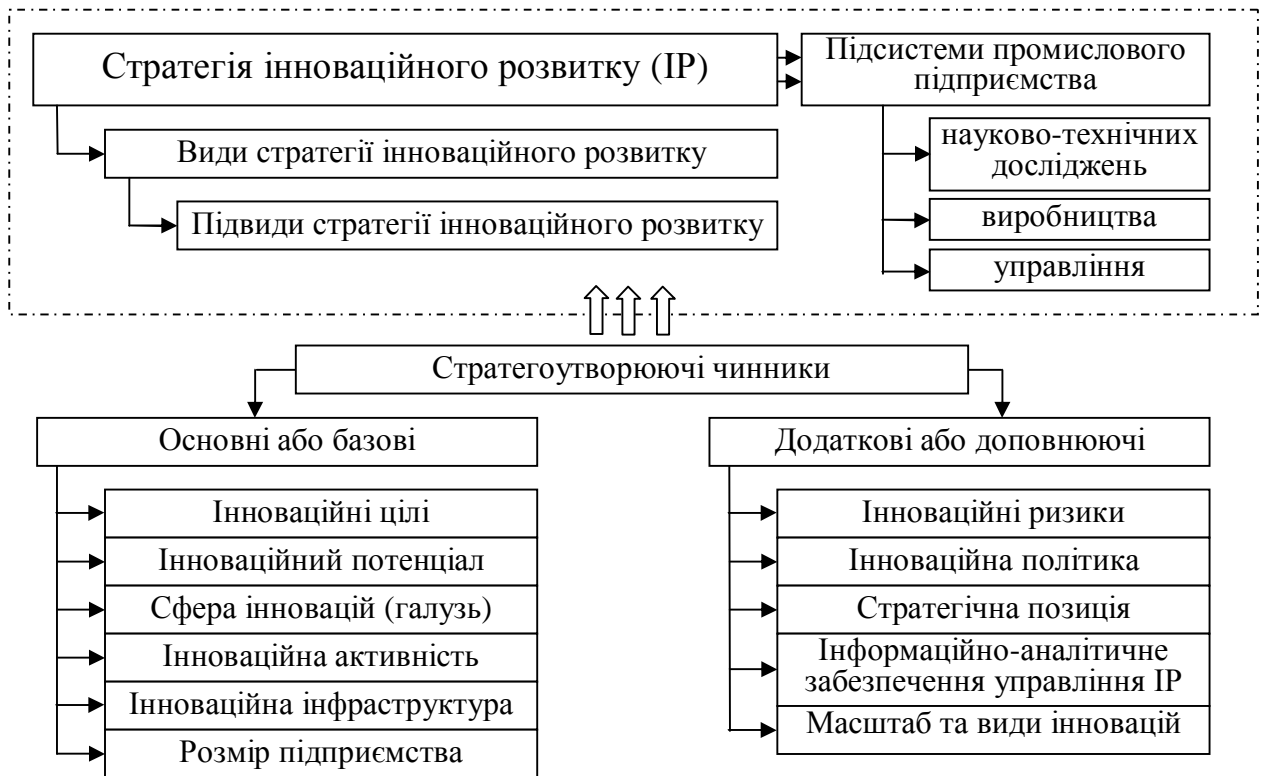 Стратегія інноваційного розвитку (ІР)
Види стратегії інноваційного розвитку
Підвиди стратегії інноваційного розвитку
Підсистеми промислового
підприємства
науково-технічних
досліджень
виробництва
управління
Стратегоутворюючі чинники
Основні або базові
Інноваційні цілі
Інноваційний потенціал
Сфера інновацій (галузь)
Інноваційна активність
Інноваційна інфраструктура
Розмір підприємства
Додаткові або доповнюючі
Інноваційні ризики
Інноваційна політика
Стратегічна позиція
Інформаційно-аналітичне
забезпечення управління ІР
Масштаб та види інновацій